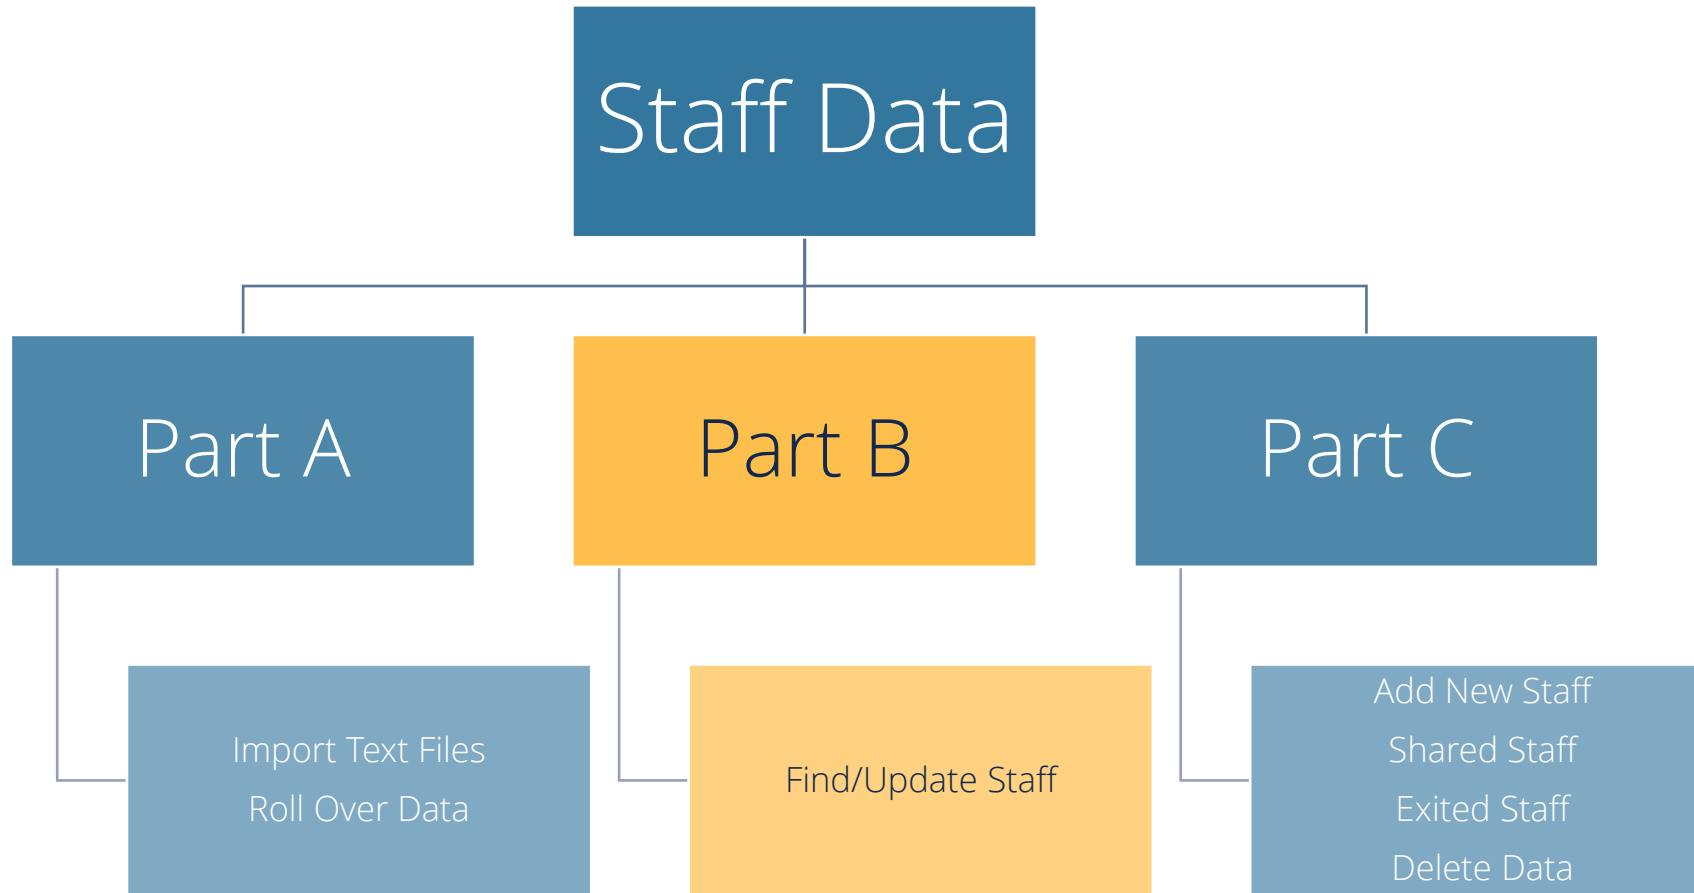 Staff Data
Part A
Part B
Part C
Import Text Files
Roll Over Data
Find/Update Staff
Add New Staff
Shared Staff
Exited Staff
Delete Data